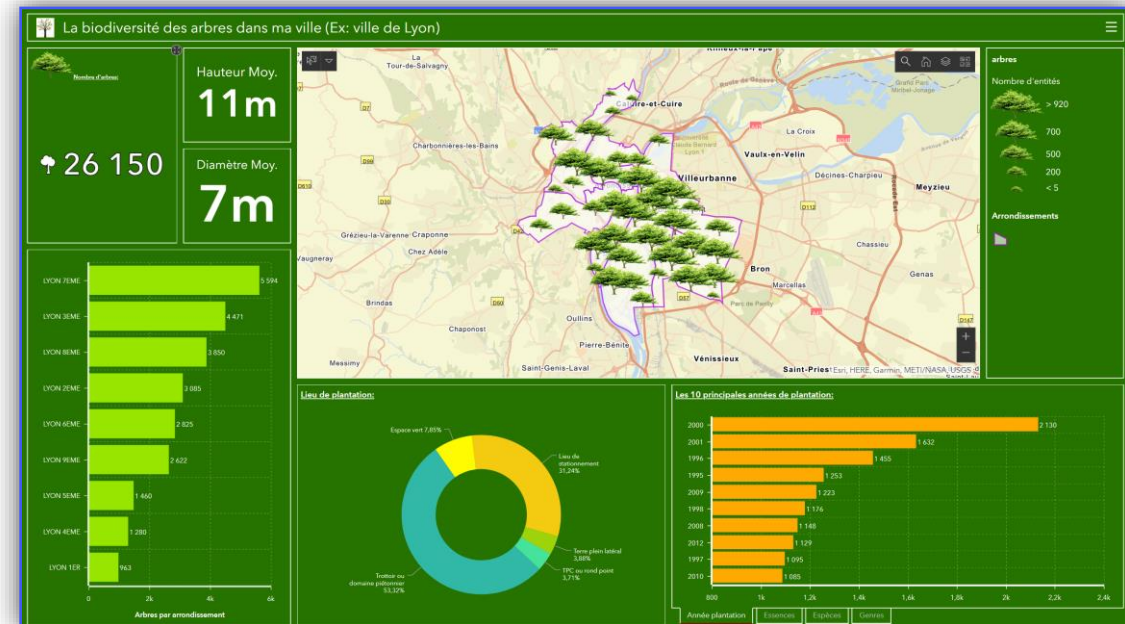 La biodiversité des arbres dans ma ville (Ex: ville de Lyon)
Nombre d'arbres:
26 150
Hauteur Moy.
11m
Diamètre Moy.
7m
LYON 7EME
5 594
LYON 3EME
4 471
LYON 8EME
3 850
LYON 2EME
3 085
LYON 6EME
2 825
LYON 9EME
2 622
LYON 5EME
1 460
LYON 4EME
1 280
LYON 1ER
963
0
2k
4k
6k
Arbres par arrondissement
La
Tour-de-Salvagny
Caluire-et-Cuire
Charbonnières-les-Bains
La Croix
Vaulx-en-Velin
Villeurbanne
Décines-Charpieu
Meyzieu
Grézieu-la-Varenne
Craponne
Chez Adèle
Vaugneray
Chassieu
Bron
Genas
Marcellas
Parc de Parilly
Brindas
Oullins
Chaponost
Pierre-Bénite
Messimy
Saint-Genis-Laval
Vénissieux
Saint-Priest
Esri, HERE, Garmin, METI/NASA, USGS
arbres
Nombre d'entités
> 920
700
500
200
< 5
Arrondissements
Lieu de plantation:
Espace vert 7,85%
Lieu de
stationnement
31,24%
Terre plein latéral
3,88%
TPC ou rond point
3,71%
Trottoir ou
domaine piétonnier
53,32%
Les 10 principales années de plantation:
2000
2 130
2001
1 632
1996
1 455
1995
1 253
2009
1 223
1998
1 176
2008
1 148
2012
1 129
1997
1 095
2010
1 085
800
1k
1,2k
1,4k
1,6k
1,8k
2k
2,2k
2,4k
Année plantation
Essences
Espèces
Genres